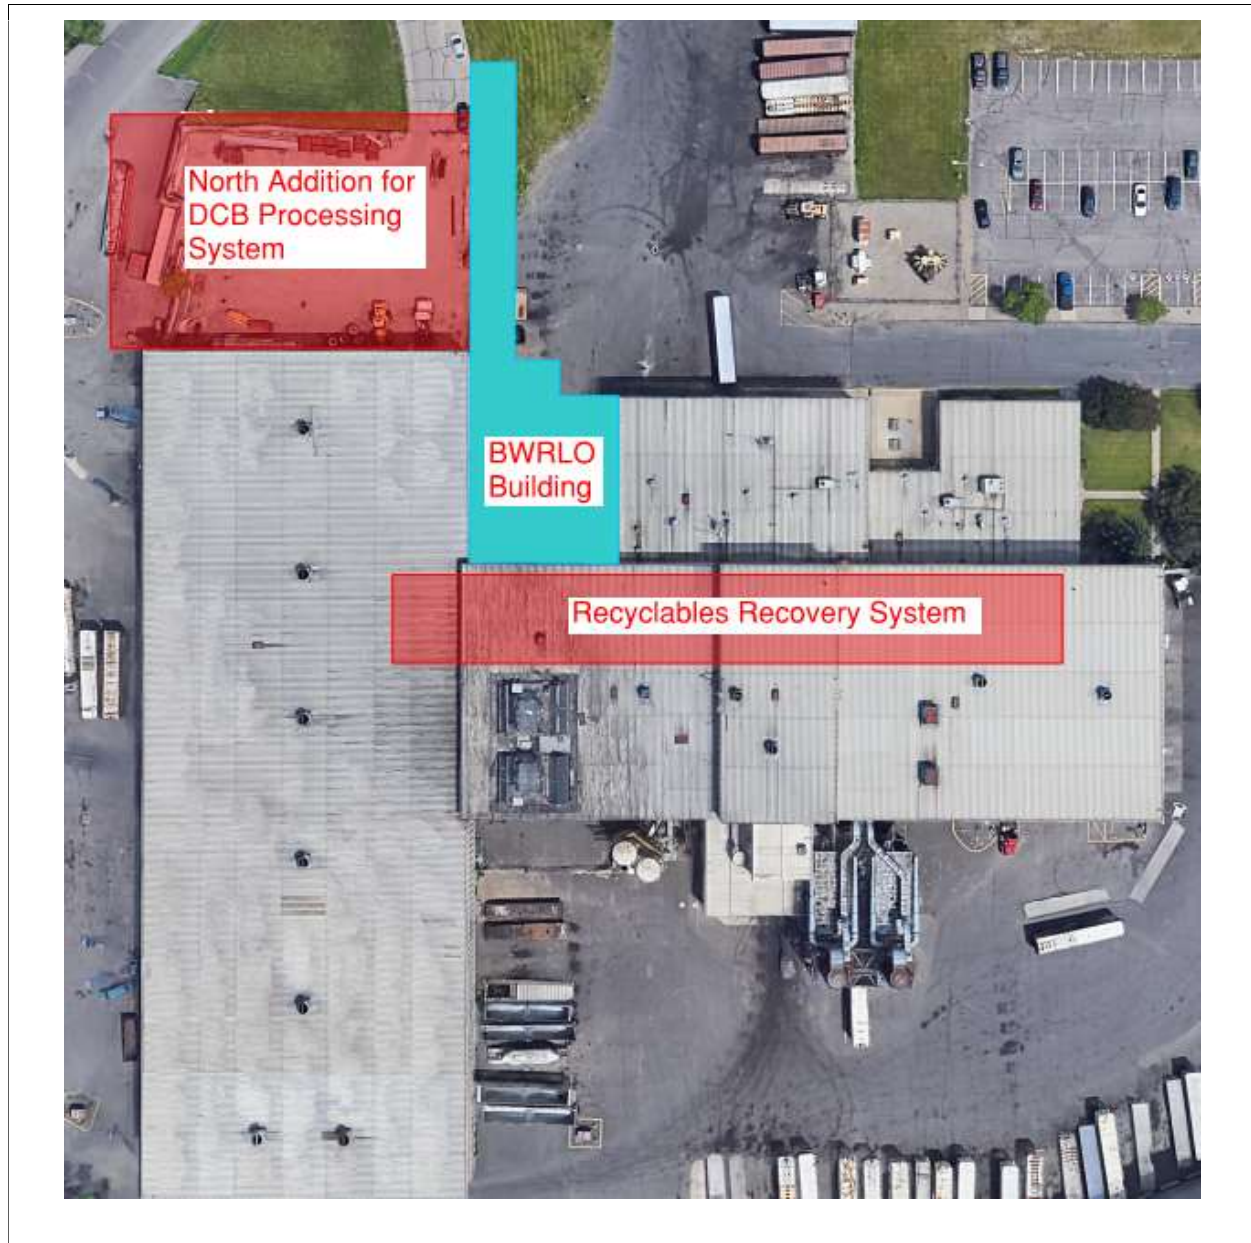 North Addition for
DCB Processing
System
BWRLO
Building
Recyclables Recovery System